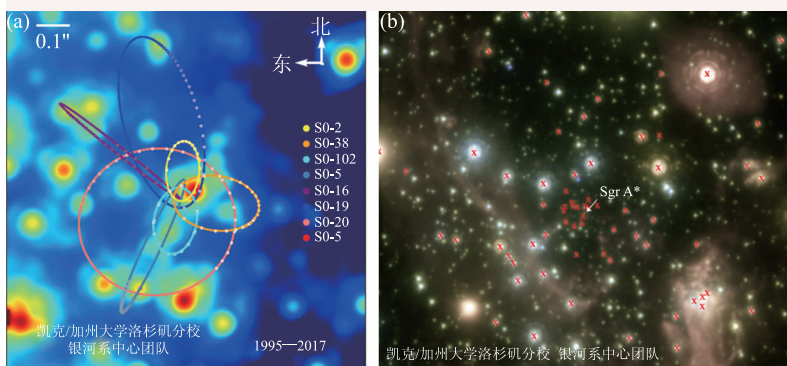 (a)
0.1"
北
东
S0-2
S0-38
S0-102
S0-5
S0-16
S0-19
S0-20
S0-5
凯克/加州大学洛杉矶分校
银河系中心团队
1995—2017
(b)
Sgr A*
凯克/加州大学洛杉矶分校 银河系中心团队